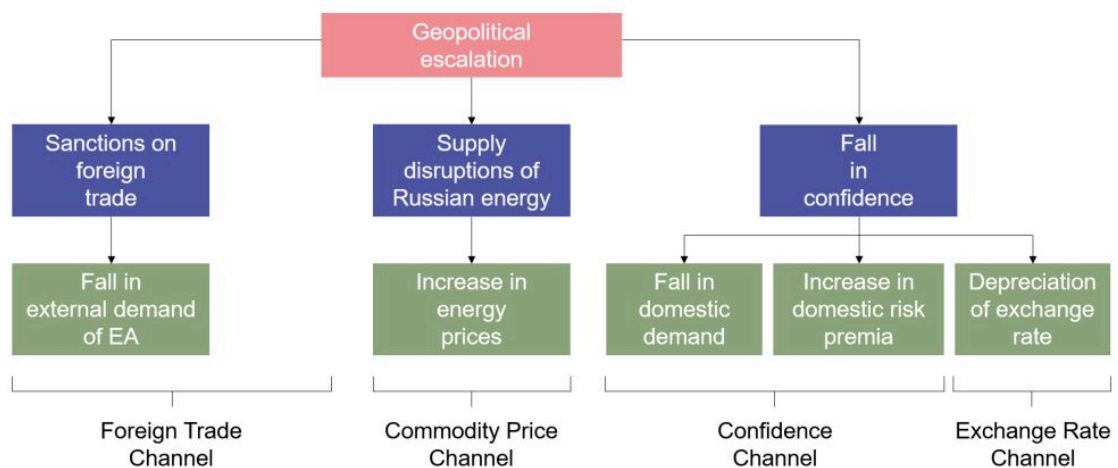 Geopolitical
escalation
Sanctions on
foreign
trade
Supply
disruptions of
Russian energy
Fall
in
confidence
Fall in
external demand
of EA
Increase in
energy
prices
Fall in
domestic
demand
Increase in
domestic risk
premia
Depreciation
of exchange
rate
Foreign Trade
Channel
Commodity Price
Channel
Confidence
Channel
Exchange Rate
Channel